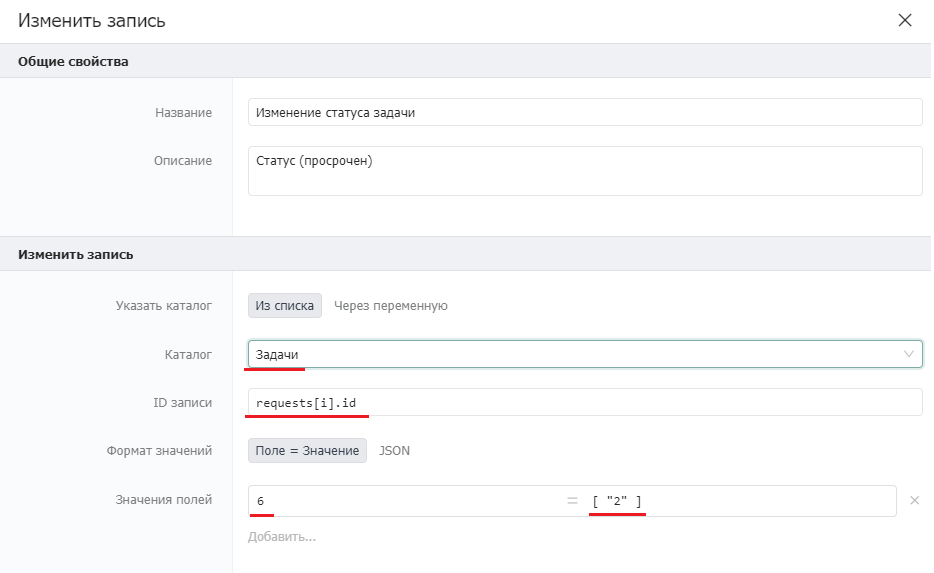 Изменить запись
Общие свойства
Название Изменение статуса задачи
Описание Статус (просрочен)
Изменить запись
Указать каталог Из списка Через переменную
Каталог Задачи
ID записи requests[i].id
Формат значений Поле = Значение JSON
Значения полей 6 = [ "2" ]
Добавить...